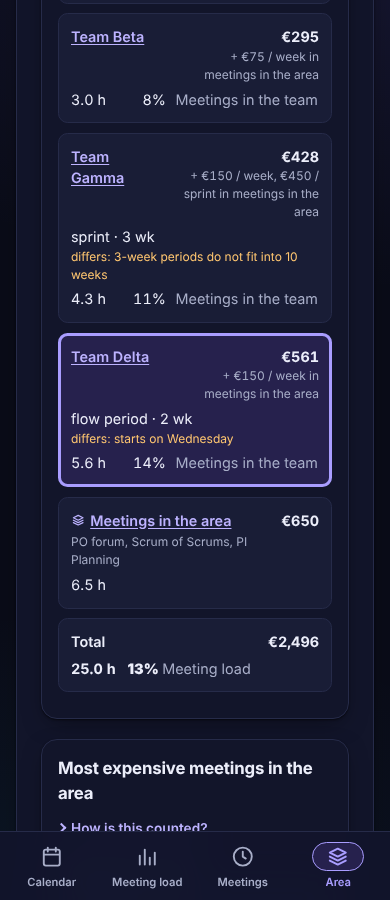 Team Beta €295
+ €75 / week in
meetings in the area
3.0 h 8% Meetings in the team
Team €428
Gamma + €150 / week, €450 /
sprint in meetings in the
area
sprint · 3 wk
differs: 3-week periods do not fit into 10
weeks
4.3 h 11% Meetings in the team
Team Delta €561
+ €150 / week in
meetings in the area
flow period · 2 wk
differs: starts on Wednesday
5.6 h 14% Meetings in the team
Meetings in the area €650
PO forum, Scrum of Scrums, PI
Planning
6.5 h
Total €2,496
25.0 h 13% Meeting load
Most expensive meetings in the
area
How is this counted?
Calendar Meeting load Meetings Area